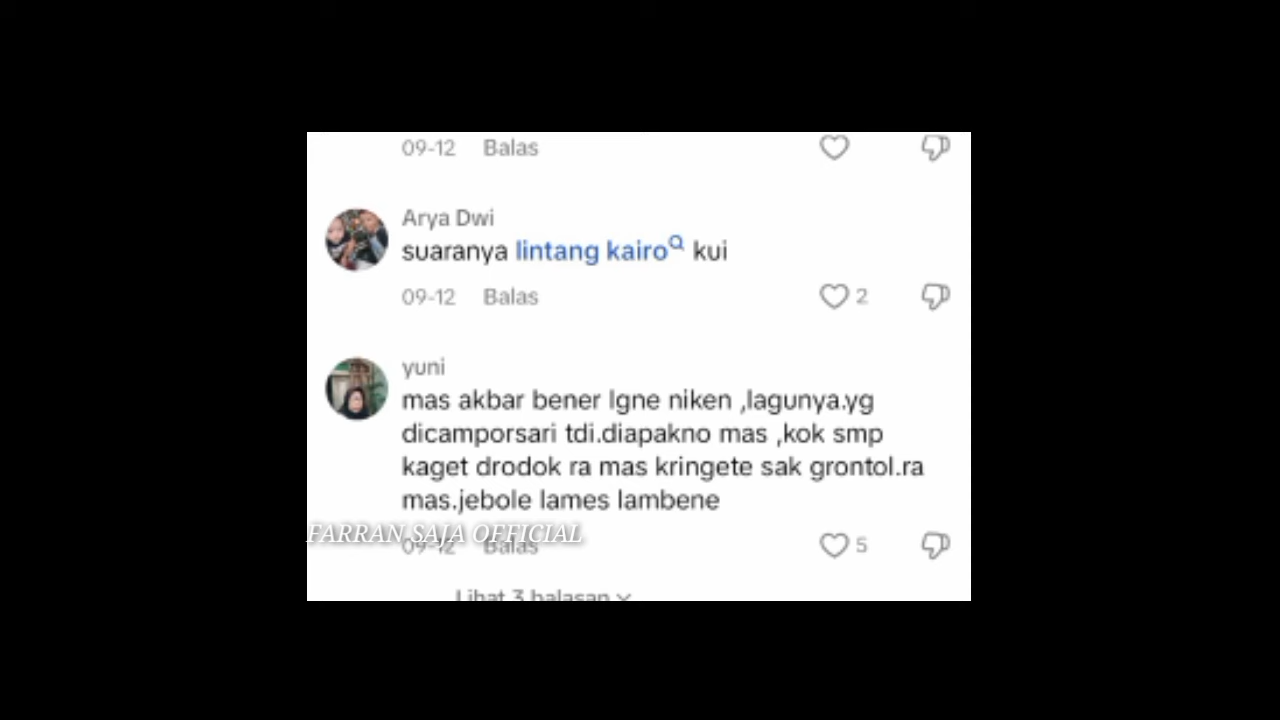 09-12 Balas
Arya Dwi
suaranya lintang kairo kui
09-12 Balas 2
yuni
mas akbar bener lgne niken ,lagunya.yg
dicamporsari tdi.diapakno mas ,kok smp
kaget drodok ra mas kringete sak grontol.ra
mas.jebole lames lambene
FARRAN SAJA OFFICIAL
09-12 Balas 5
Lihat 3 balasan